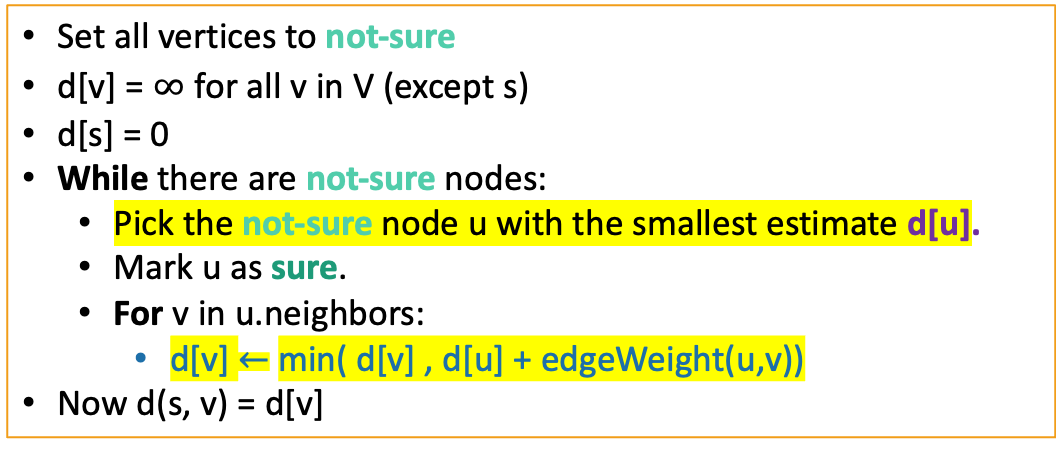 • Set all vertices to not-sure
• d[v] = ∞ for all v in V (except s)
• d[s] = 0
• While there are not-sure nodes:
• Pick the not-sure node u with the smallest estimate d[u].
• Mark u as sure.
• For v in u.neighbors:
• d[v] ← min( d[v] , d[u] + edgeWeight(u,v))
• Now d(s, v) = d[v]